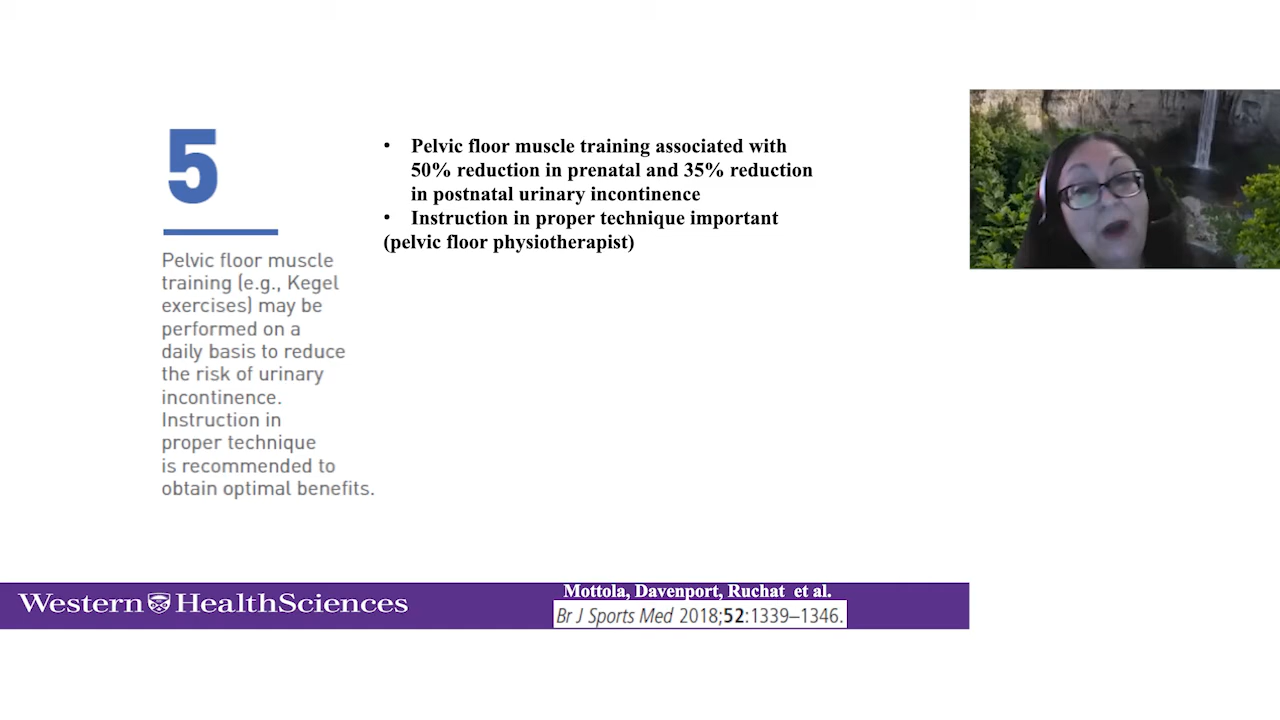 5
Pelvic floor muscle
training (e.g., Kegel
exercises) may be
performed on a
daily basis to reduce
the risk of urinary
incontinence.
Instruction in
proper technique
is recommended to
obtain optimal benefits.
• Pelvic floor muscle training associated with
50% reduction in prenatal and 35% reduction
in postnatal urinary incontinence
• Instruction in proper technique important
(pelvic floor physiotherapist)
Western HealthSciences
Mottola, Davenport, Ruchat et al.
Br J Sports Med 2018;52:1339–1346.